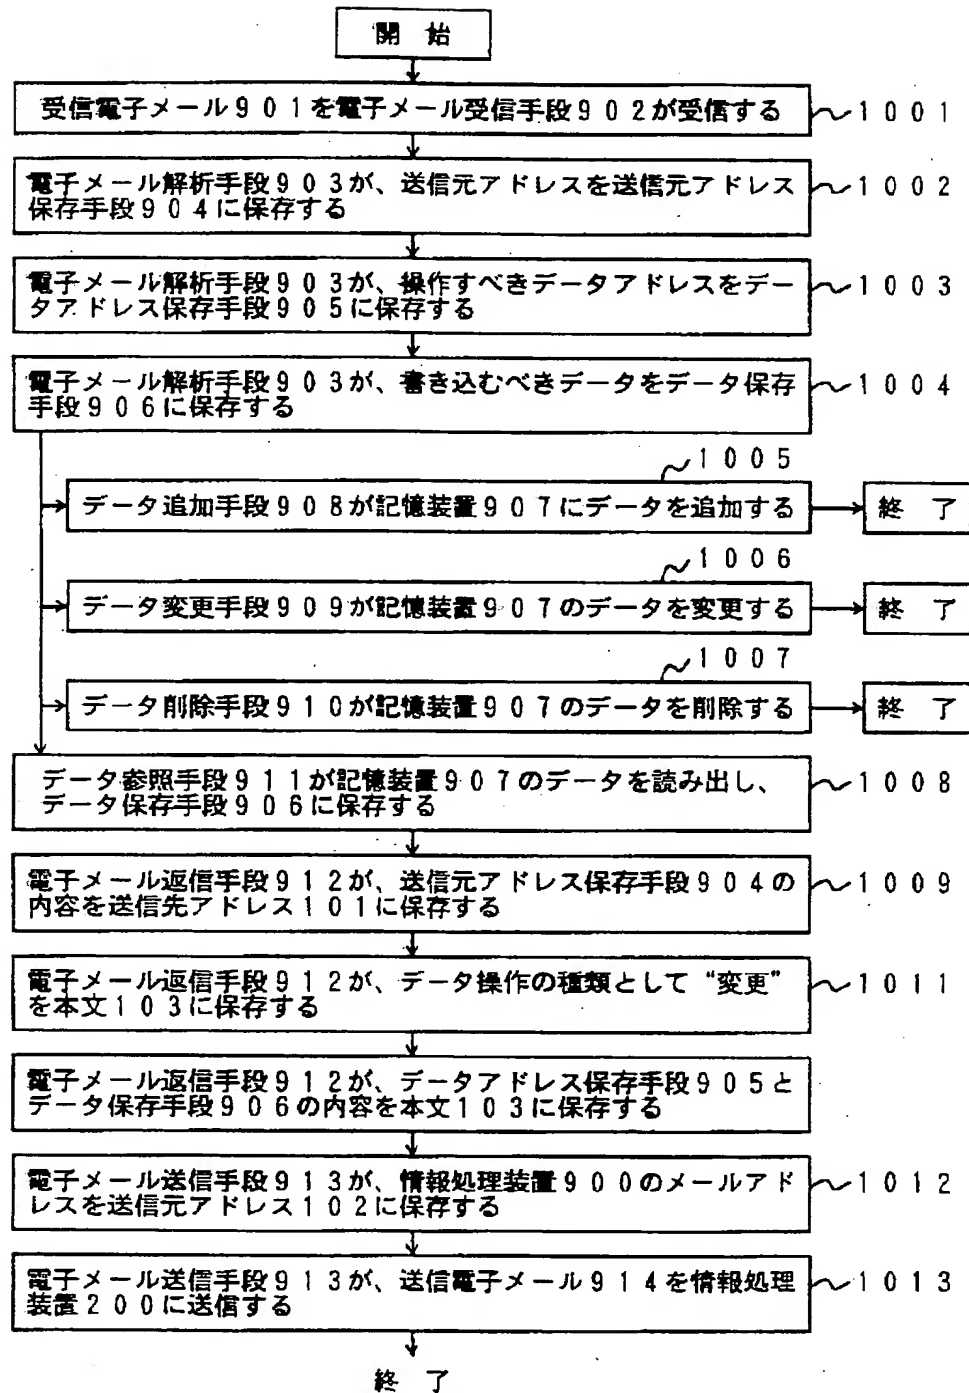 開 始
受信電子メール901を電子メール受信手段902が受信する 1001
電子メール解析手段903が、送信元アドレスを送信元アドレス 1002
保存手段904に保存する
電子メール解析手段903が、操作すべきデータアドレスをデー 1003
タアドレス保存手段905に保存する
電子メール解析手段903が、書き込むべきデータをデータ保存 1004
手段906に保存する
1005
データ追加手段908が記憶装置907にデータを追加する 終 了
1006
データ変更手段909が記憶装置907のデータを変更する 終 了
1007
データ削除手段910が記憶装置907のデータを削除する 終 了
データ参照手段911が記憶装置907のデータを読み出し、 1008
データ保存手段906に保存する
電子メール返信手段912が、送信元アドレス保存手段904の 1009
内容を送信先アドレス101に保存する
電子メール返信手段912が、データ操作の種類として“変更” 1011
を本文103に保存する
電子メール返信手段912が、データアドレス保存手段905と
データ保存手段906の内容を本文103に保存する
電子メール送信手段913が、情報処理装置900のメールアド 1012
レスを送信元アドレス102に保存する
電子メール送信手段913が、送信電子メール914を情報処理 1013
装置200に送信する
終 了